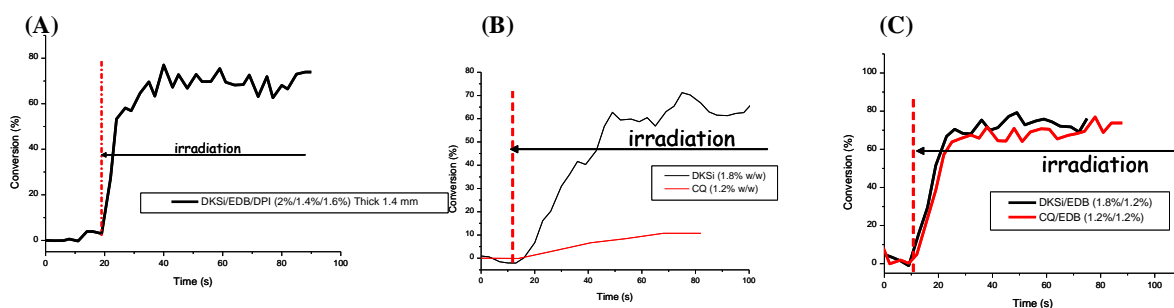 (A)
80
60
40
20
0
Conversion (%)
irradiation
DKSi/EDB/DPI (2%/1.4%/1.6%) Thick 1.4 mm
0 20 40 60 80 100
Time (s)
(B)
80
70
60
50
40
30
20
10
0
Conversion (%)
irradiation
DKSi (1.8% w/w)
CQ (1.2% w/w)
0 20 40 60 80 100
Time (s)
(C)
100
80
60
40
20
0
Conversion (%)
irradiation
DKSi/EDB (1.8%/1.2%)
CQ/EDB (1.2%/1.2%)
0 20 40 60 80 100
Time (s)